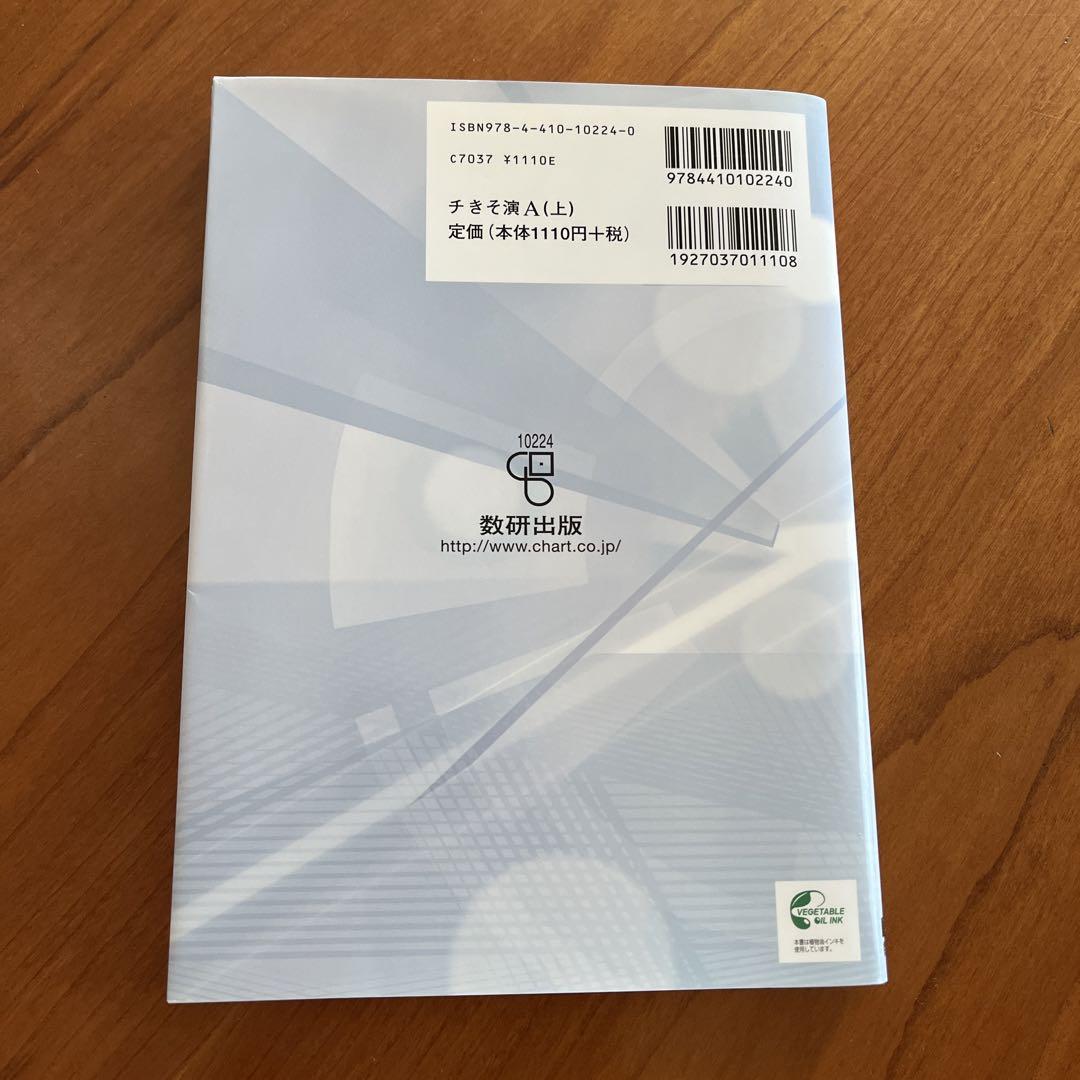 ISBN978-4-410-10224-0
C7037 ¥1110E
9784410102240
チきそ演A(上)
定価(本体1110円+税)
1927037011108
10224
数研出版
http://www.chart.co.jp/
VEGETABLE
OIL INK
本書は植物油インキを
使用しています。